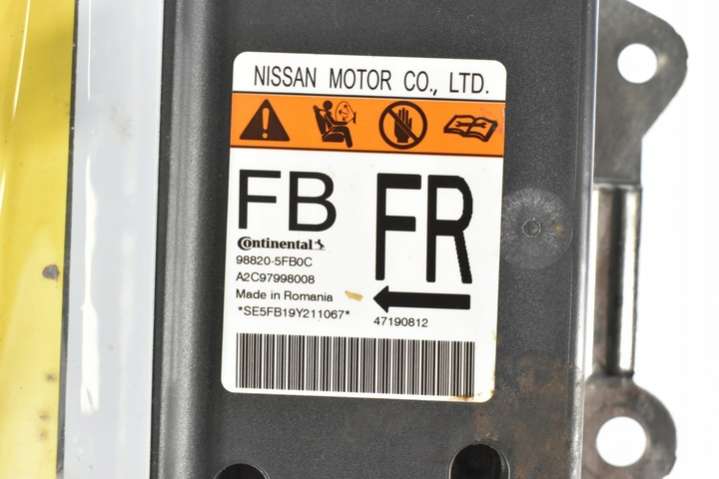 NISSAN MOTOR CO., LTD.
FB
FR
Continental
98820-5FB0C
A2C97998008
Made in Romania
*SE5FB19Y211067*
47190812